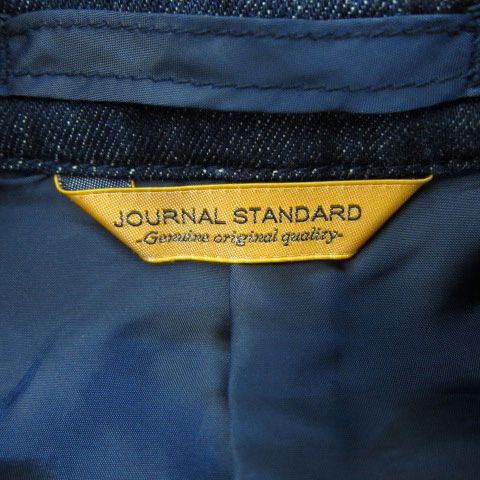 JOURNAL STANDARD
-Genuine original quality-